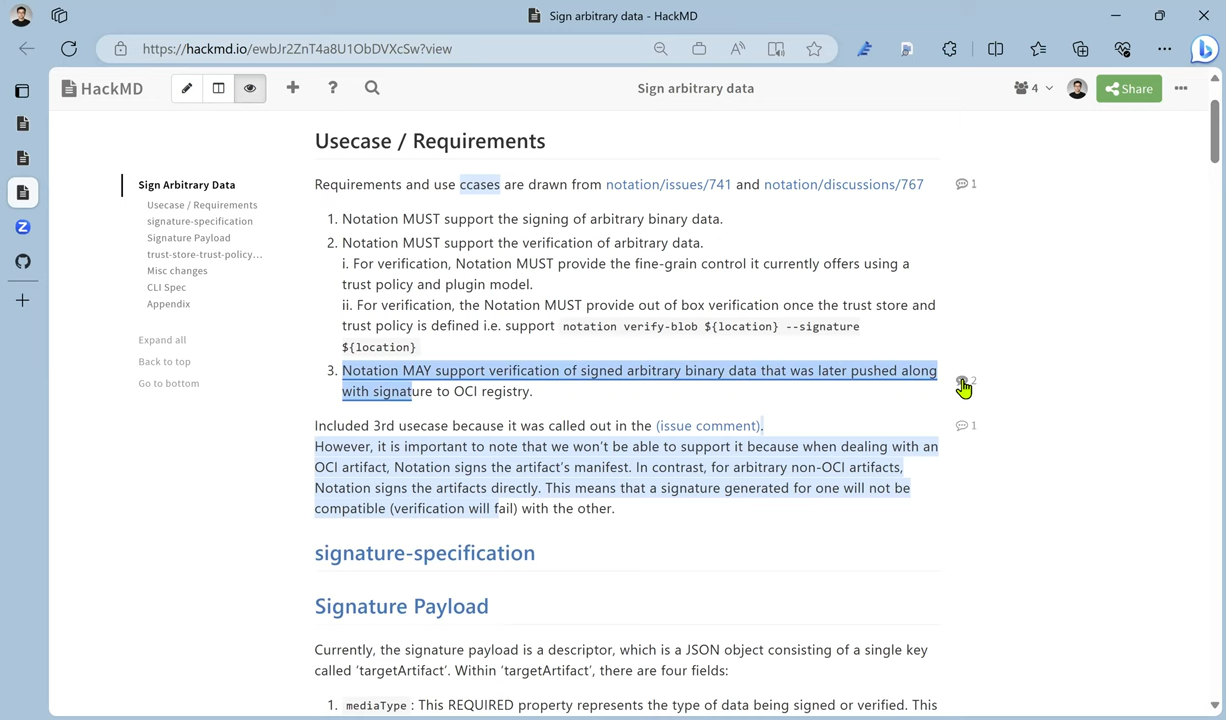 Sign arbitrary data - HackMD
https://hackmd.io/ewbJr2ZnT4a8U1ObDVXcSw?view
HackMD
Sign arbitrary data
4
Share
Sign Arbitrary Data
Usecase / Requirements
signature-specification
Signature Payload
trust-store-trust-policy…
Misc changes
CLI Spec
Appendix
Expand all
Back to top
Go to bottom
Usecase / Requirements
Requirements and use ccases are drawn from notation/issues/741 and notation/discussions/767
1
1. Notation MUST support the signing of arbitrary binary data.
2. Notation MUST support the verification of arbitrary data.
i. For verification, Notation MUST provide the fine-grain control it currently offers using a
trust policy and plugin model.
ii. For verification, the Notation MUST provide out of box verification once the trust store and
trust policy is defined i.e. support notation verify-blob ${location} --signature
${location}
3. Notation MAY support verification of signed arbitrary binary data that was later pushed along
with signature to OCI registry.
2
Included 3rd usecase because it was called out in the (issue comment).
1
However, it is important to note that we won't be able to support it because when dealing with an
OCI artifact, Notation signs the artifact's manifest. In contrast, for arbitrary non-OCI artifacts,
Notation signs the artifacts directly. This means that a signature generated for one will not be
compatible (verification will fail) with the other.
signature-specification
Signature Payload
Currently, the signature payload is a descriptor, which is a JSON object consisting of a single key
called 'targetArtifact'. Within 'targetArtifact', there are four fields:
1. mediaType : This REQUIRED property represents the type of data being signed or verified. This